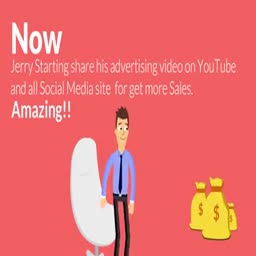 Now
Jerry Starting share his advertising video on YouTube
and all Social Media site for get more Sales.
Amazing!!
$
$
$